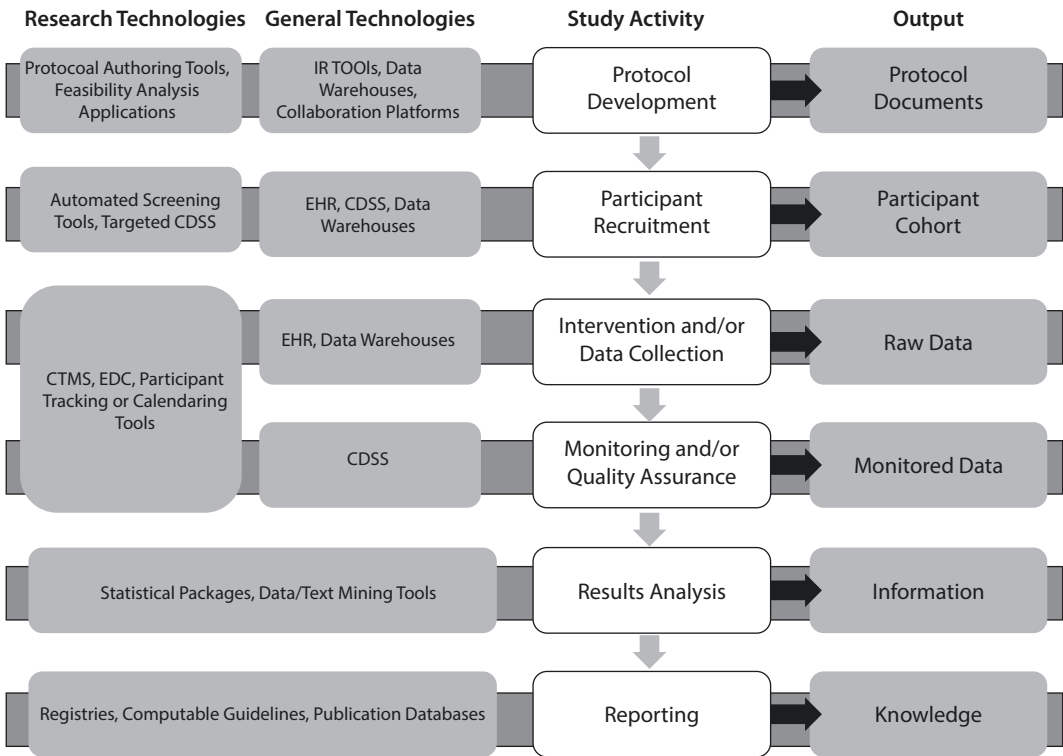 Research Technologies
General Technologies
Study Activity
Output
Protocoal Authoring Tools,
Feasibility Analysis
Applications
IR TOOls, Data
Warehouses,
Collaboration Platforms
Protocol
Development
Protocol
Documents
Automated Screening
Tools, Targeted CDSS
EHR, CDSS, Data
Warehouses
Participant
Recruitment
Participant
Cohort
CTMS, EDC, Participant
Tracking or Calendaring
Tools
EHR, Data Warehouses
Intervention and/or
Data Collection
Raw Data
CDSS
Monitoring and/or
Quality Assurance
Monitored Data
Statistical Packages, Data/Text Mining Tools
Results Analysis
Information
Registries, Computable Guidelines, Publication Databases
Reporting
Knowledge